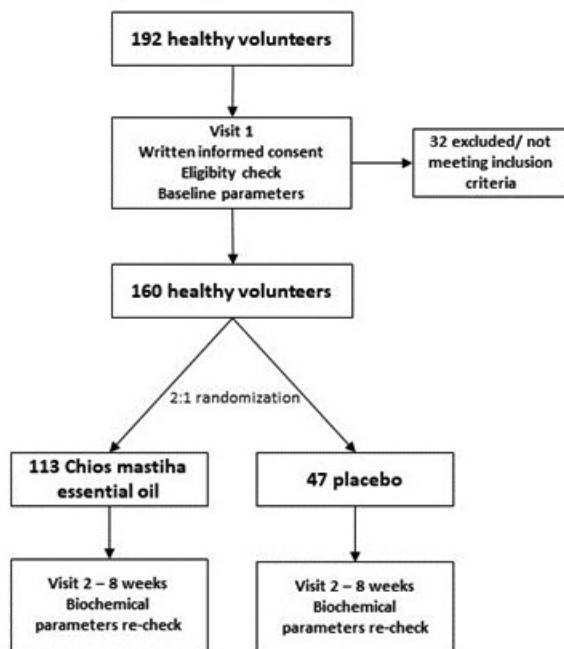 192 healthy volunteers
Visit 1
Written informed consent
Eligibity check
Baseline parameters
32 excluded/ not
meeting inclusion
criteria
160 healthy volunteers
2:1 randomization
113 Chios mastiha
essential oil
47 placebo
Visit 2 – 8 weeks
Biochemical
parameters re-check
Visit 2 – 8 weeks
Biochemical
parameters re-check